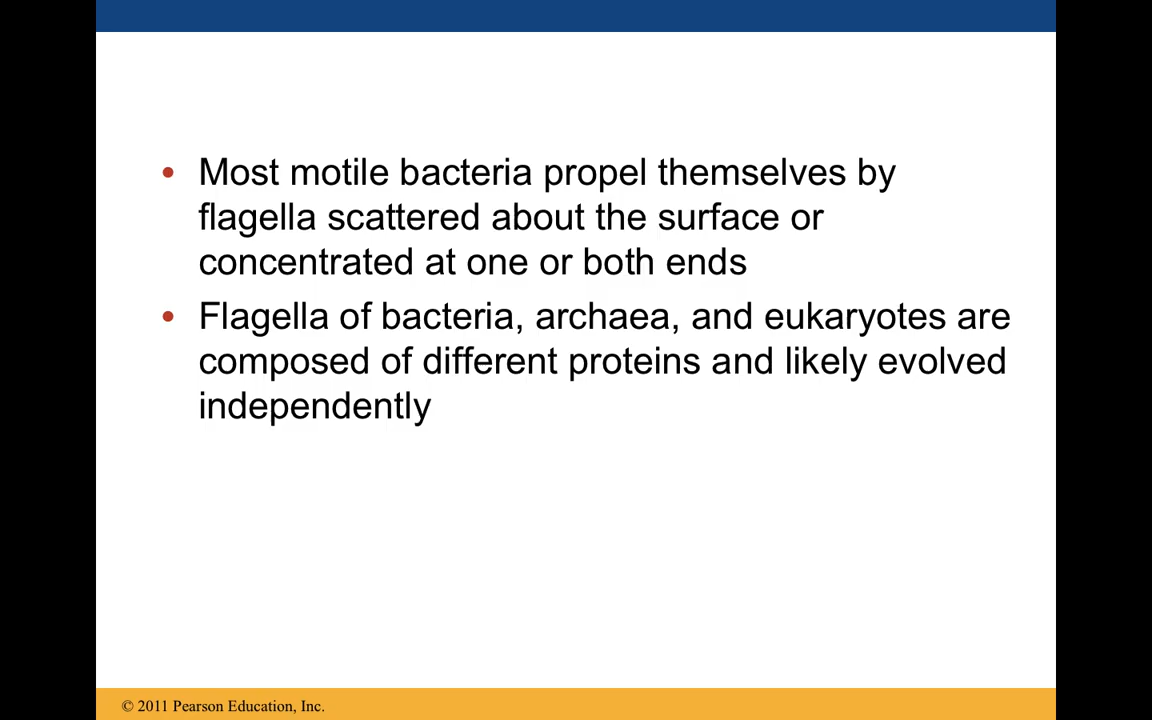 • Most motile bacteria propel themselves by
flagella scattered about the surface or
concentrated at one or both ends
• Flagella of bacteria, archaea, and eukaryotes are
composed of different proteins and likely evolved
independently
© 2011 Pearson Education, Inc.